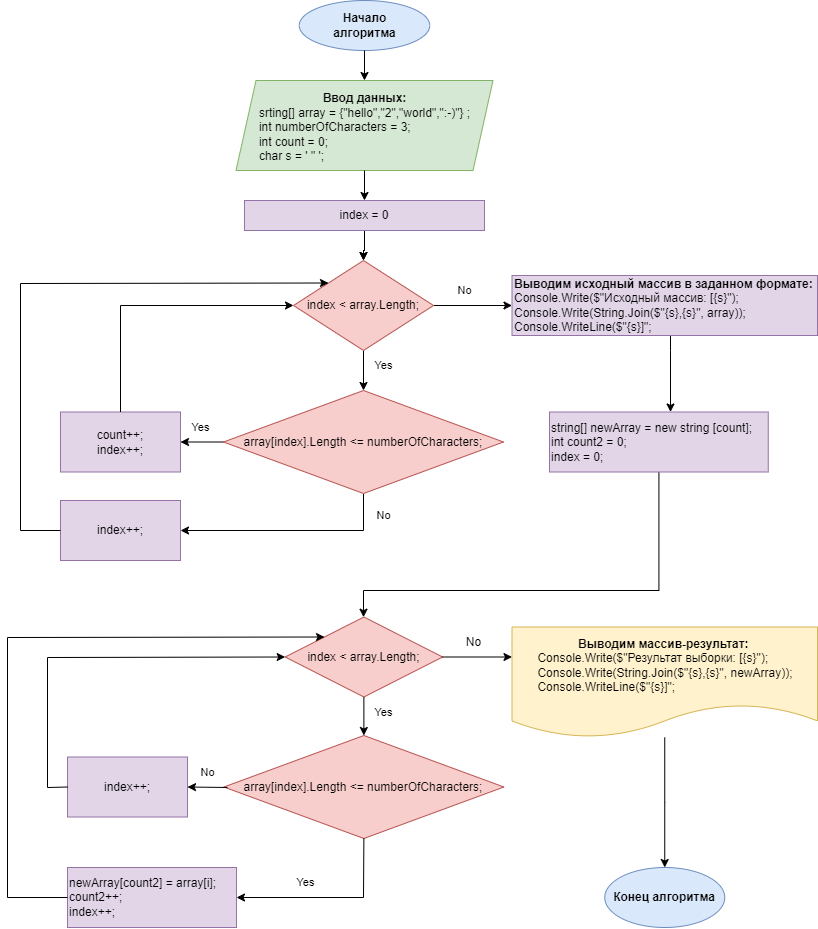 Начало
алгоритма
Ввод данных:
srting[] array = {"hello","2","world",":-)"} ;
int numberOfCharacters = 3;
int count = 0;
char s = ' " ';
index = 0
index < array.Length;
No
Выводим исходный массив в заданном формате:
Console.Write($"Исходный массив: [{s}");
Console.Write(String.Join($"{s},{s}", array));
Console.WriteLine($"{s}]";
Yes
array[index].Length <= numberOfCharacters;
Yes
count++;
index++;
string[] newArray = new string [count];
int count2 = 0;
index = 0;
No
index++;
index < array.Length;
No
Выводим массив-результат:
Console.Write($"Результат выборки: [{s}");
Console.Write(String.Join($"{s},{s}", newArray));
Console.WriteLine($"{s}]";
Yes
array[index].Length <= numberOfCharacters;
No
index++;
Yes
newArray[count2] = array[i];
count2++;
index++;
Конец алгоритма